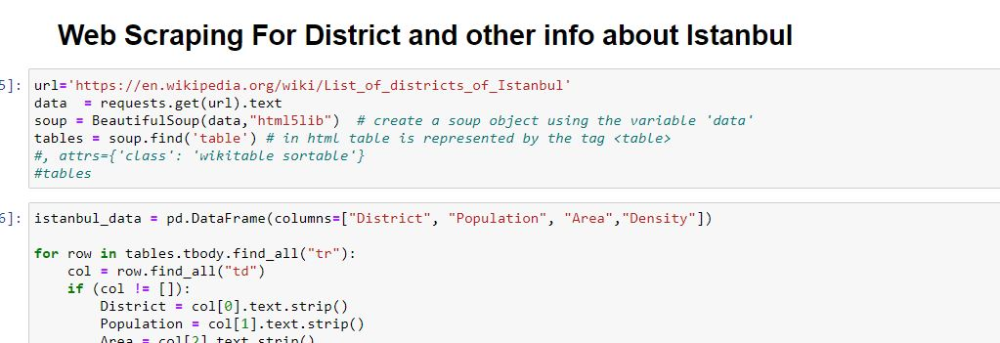 Web Scraping For District and other info about Istanbul
5]: url='https://en.wikipedia.org/wiki/List_of_districts_of_Istanbul'
data  = requests.get(url).text
soup = BeautifulSoup(data,"html5lib")  # create a soup object using the variable 'data'
tables = soup.find('table') # in html table is represented by the tag <table>
#, attrs={'class': 'wikitable sortable'}
#tables
6]: istanbul_data = pd.DataFrame(columns=["District", "Population", "Area","Density"])
for row in tables.tbody.find_all("tr"):
    col = row.find_all("td")
    if (col != []):
        District = col[0].text.strip()
        Population = col[1].text.strip()
        Area = col[2].text.strip()